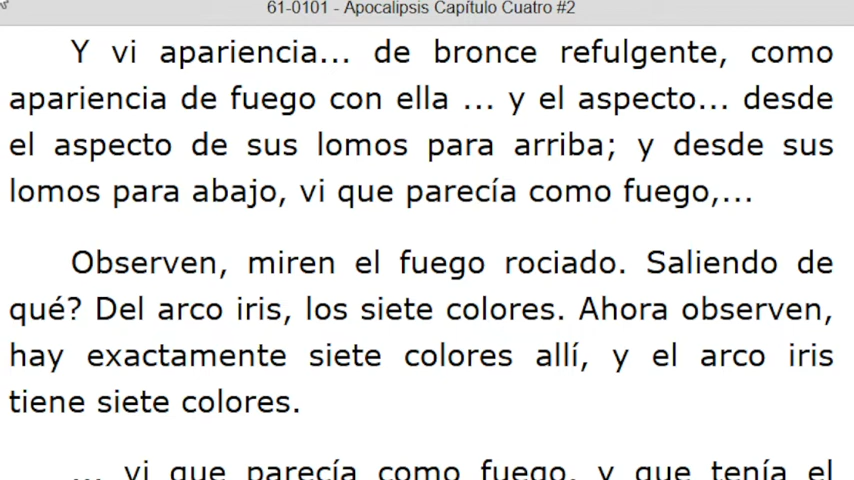 61-0101 - Apocalipsis Capítulo Cuatro #2
Y vi apariencia... de bronce refulgente, como
apariencia de fuego con ella ... y el aspecto... desde
el aspecto de sus lomos para arriba; y desde sus
lomos para abajo, vi que parecía como fuego,...
Observen, miren el fuego rociado. Saliendo de
qué? Del arco iris, los siete colores. Ahora observen,
hay exactamente siete colores allí, y el arco iris
tiene siete colores.
... vi que parecía como fuego, y que tenía el